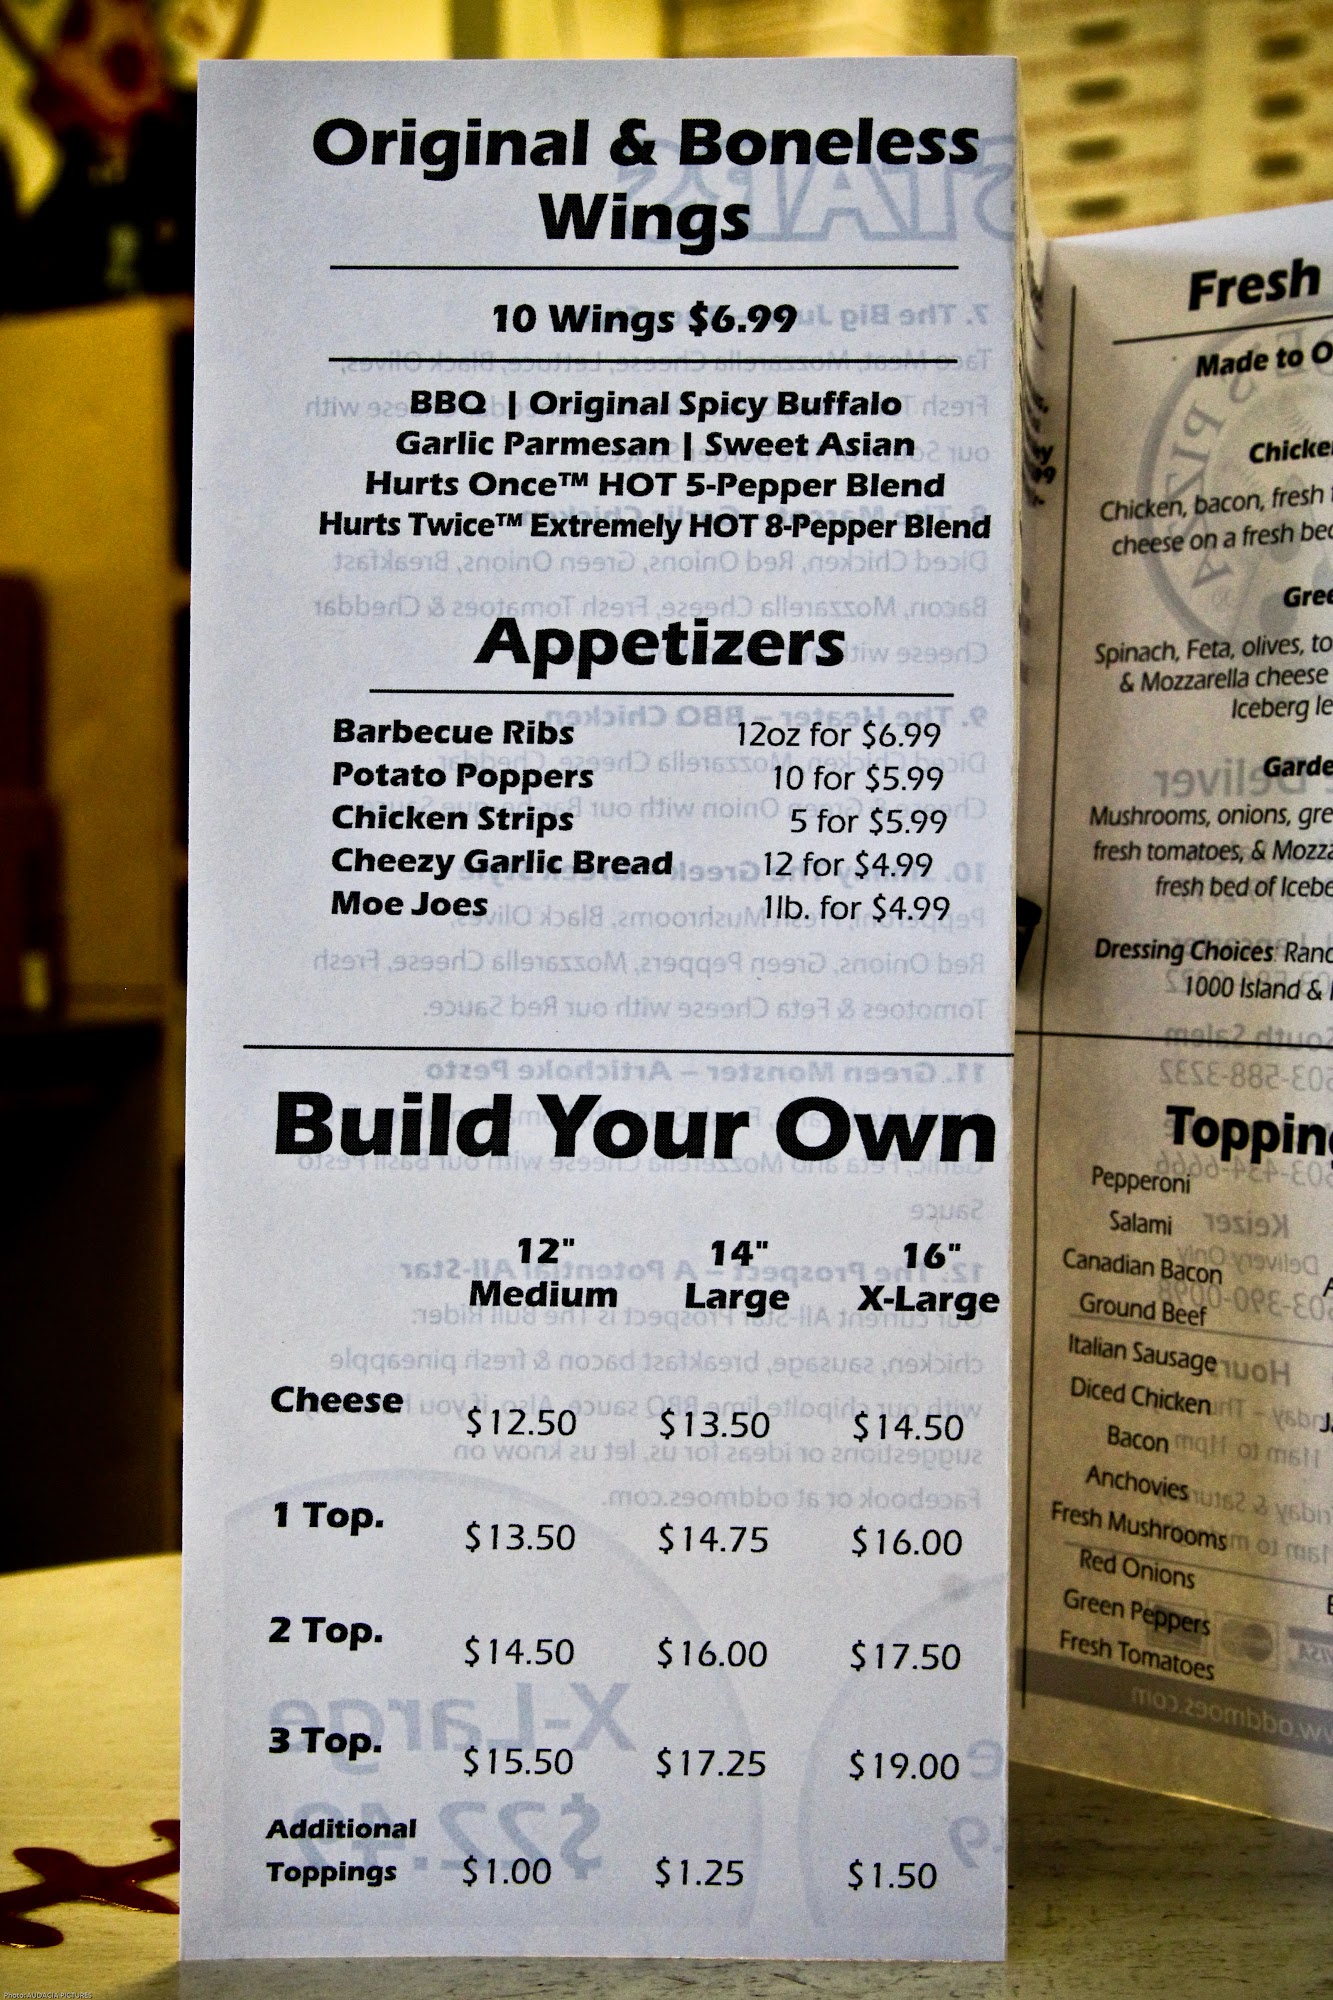 Original & Boneless
Wings
10 Wings $6.99
BBQ | Original Spicy Buffalo
Garlic Parmesan | Sweet Asian
Hurts Once™ HOT 5-Pepper Blend
Hurts Twice™ Extremely HOT 8-Pepper Blend
Appetizers
Barbecue Ribs 12oz for $6.99
Potato Poppers 10 for $5.99
Chicken Strips 5 for $5.99
Cheezy Garlic Bread 12 for $4.99
Moe Joes 1lb. for $4.99
Build Your Own
12" 14" 16"
Medium Large X-Large
Cheese $12.50 $13.50 $14.50
1 Top. $13.50 $14.75 $16.00
2 Top. $14.50 $16.00 $17.50
3 Top. $15.50 $17.25 $19.00
Additional
Toppings $1.00 $1.25 $1.50
Fresh
Made to O
Chicke
Chicken, bacon, fresh
cheese on a fresh bed
Gree
Spinach, Feta, olives, to
& Mozzarella cheese
Iceberg le
Garde
Mushrooms, onions, gre
fresh tomatoes, & Mozza
fresh bed of Icebe
Dressing Choices: Ranc
1000 Island &
Topping
Pepperoni
Salami
Canadian Bacon
Ground Beef
Italian Sausage
Diced Chicken
Bacon
Anchovies
Fresh Mushrooms
Red Onions
Green Peppers
Fresh Tomatoes
Photo: AUDACIA PICTURES